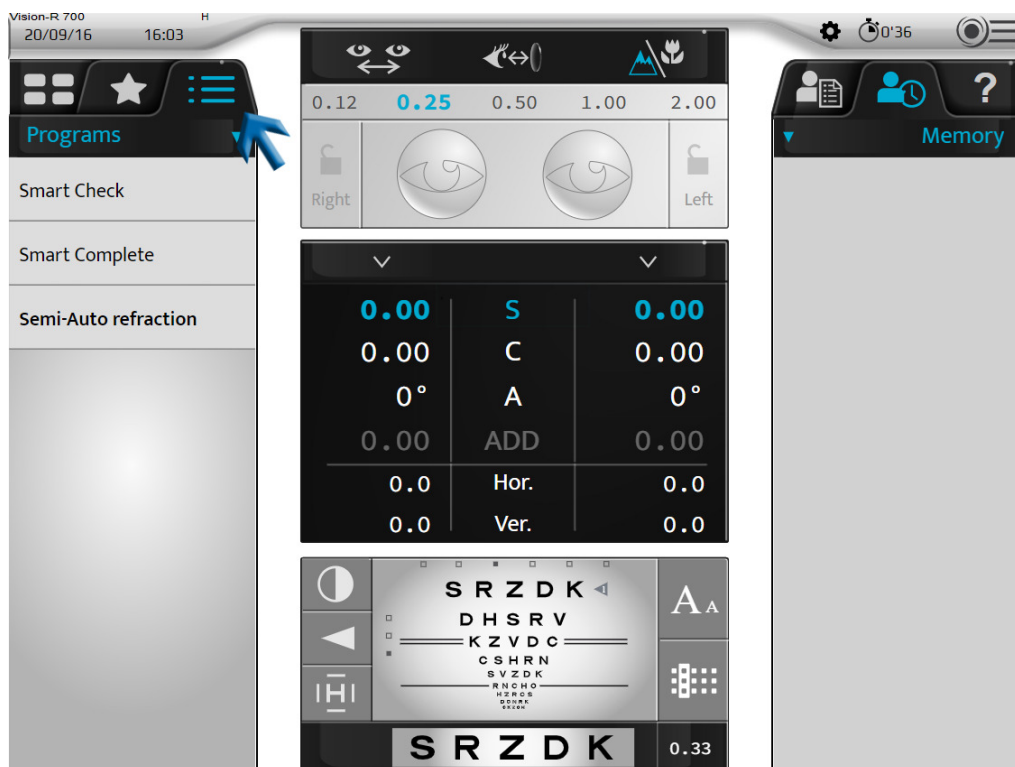 Vision-R 700 H
20/09/16 16:03 0'36
Programs
Smart Check
Smart Complete
Semi-Auto refraction
0.12 0.25 0.50 1.00 2.00
Right Left
0.00 S 0.00
0.00 C 0.00
0° A 0°
0.00 ADD 0.00
0.0 Hor. 0.0
0.0 Ver. 0.0
S R Z D K 1
D H S R V
K Z V D C
C S H R N
S V Z D K
R N C H O
H Z R C S
H
A A
S R Z D K 0.33
? 
Memory